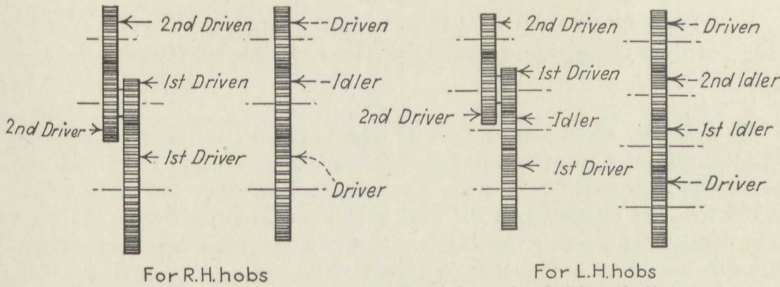 2nd Driven
1st Driven
2nd Driver
1st Driver
Driven
Idler
Driver
For R.H. hobs
2nd Driven
1st Driven
2nd Driver
Idler
1st Driver
Driven
2nd Idler
1st Idler
Driver
For L.H. hobs